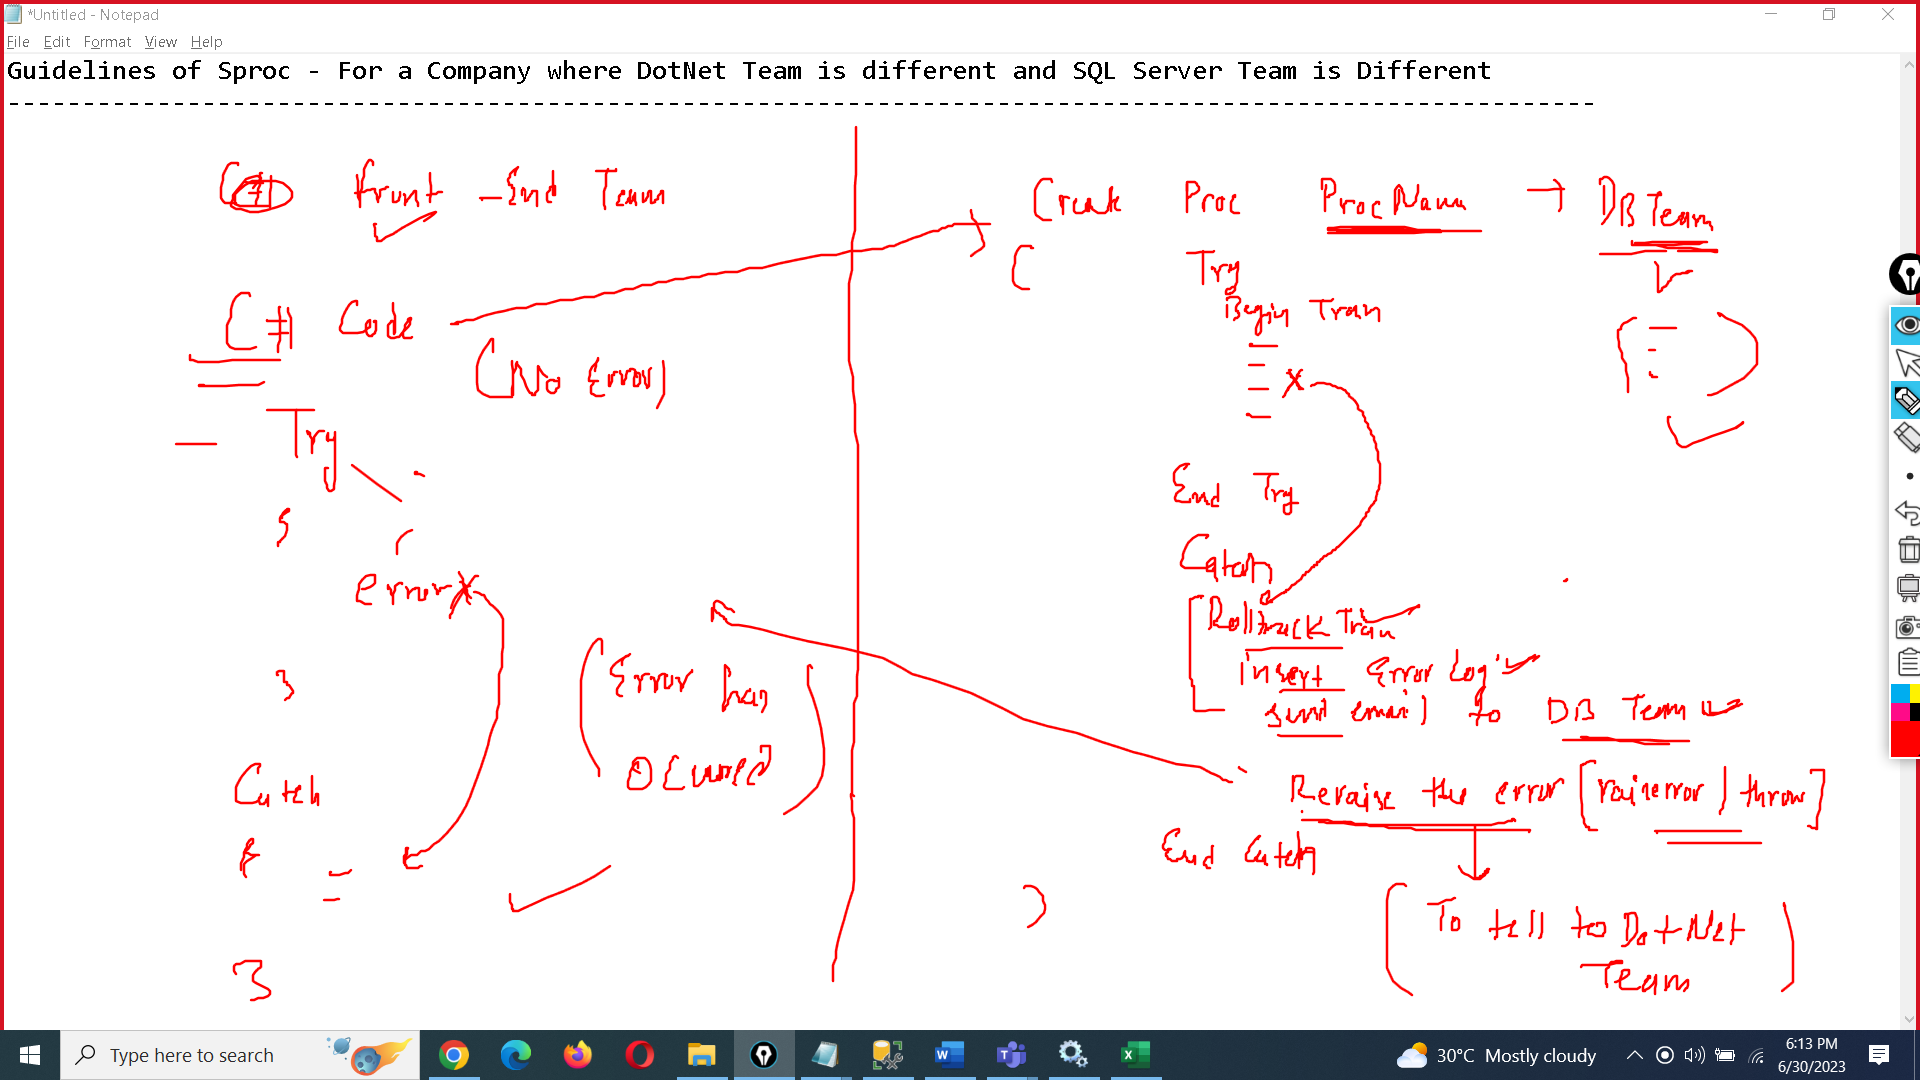 *Untitled - Notepad
File Edit Format View Help
Guidelines of Sproc - For a Company where DotNet Team is different and SQL Server Team is Different
-----------------------------------------------------------------------------------------------------------
C# Front -End Team
C# Code
(No Error)
Try
error x
Error has
Occurred
Catch
Create Proc ProcName → DB Team
Try
Begin Tran
x
End Try
Catch
Rollback Tran
insert Error Log
send email to DB Team
Reraise the error [raiserror / throw]
End Catch
To tell to DotNet
Team
Type here to search
30°C Mostly cloudy
6:13 PM
6/30/2023